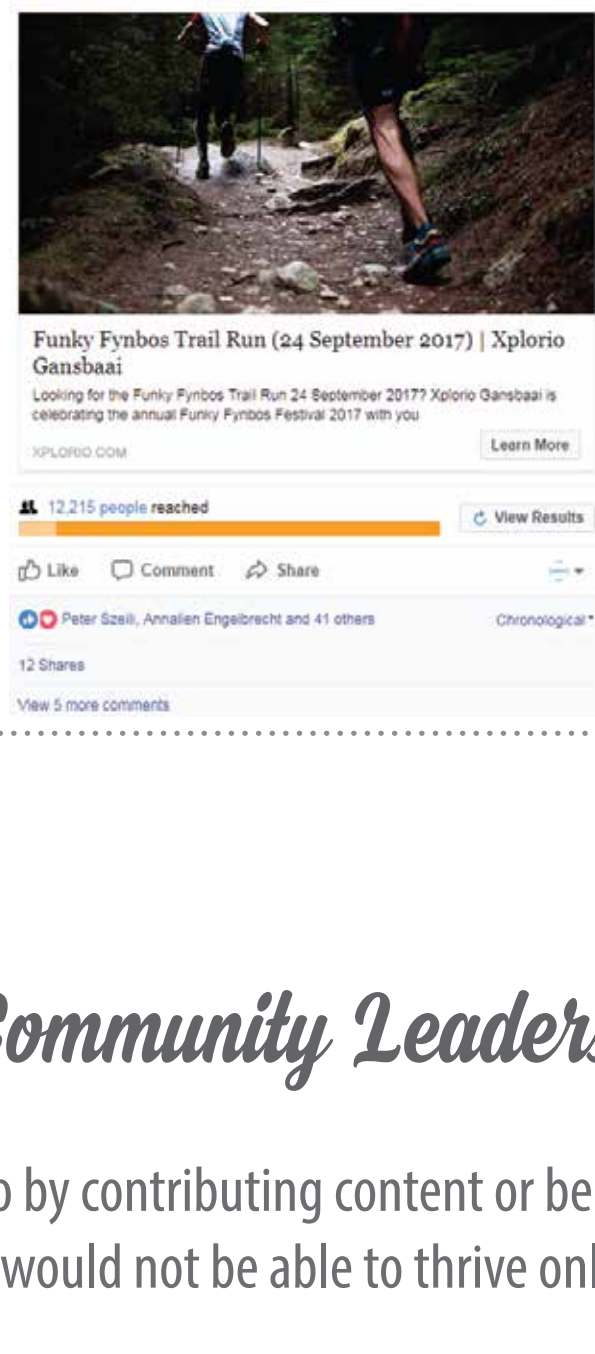 Funky Fynbos Trail Run (24 September 2017) | Xplorio
Gansbaai
Looking for the Funky Fynbos Trail Run 24 September 2017? Xplorio Gansbaai is
celebrating the annual Funky Fynbos Festival 2017 with you
XPLORIO.COM
Learn More
12,215 people reached
View Results
Like Comment Share
Peter Szeili, Annalien Engelbrecht and 41 others
Chronological
12 Shares
View 5 more comments
ommunity Leaders
by contributing content or be
would not be able to thrive onl